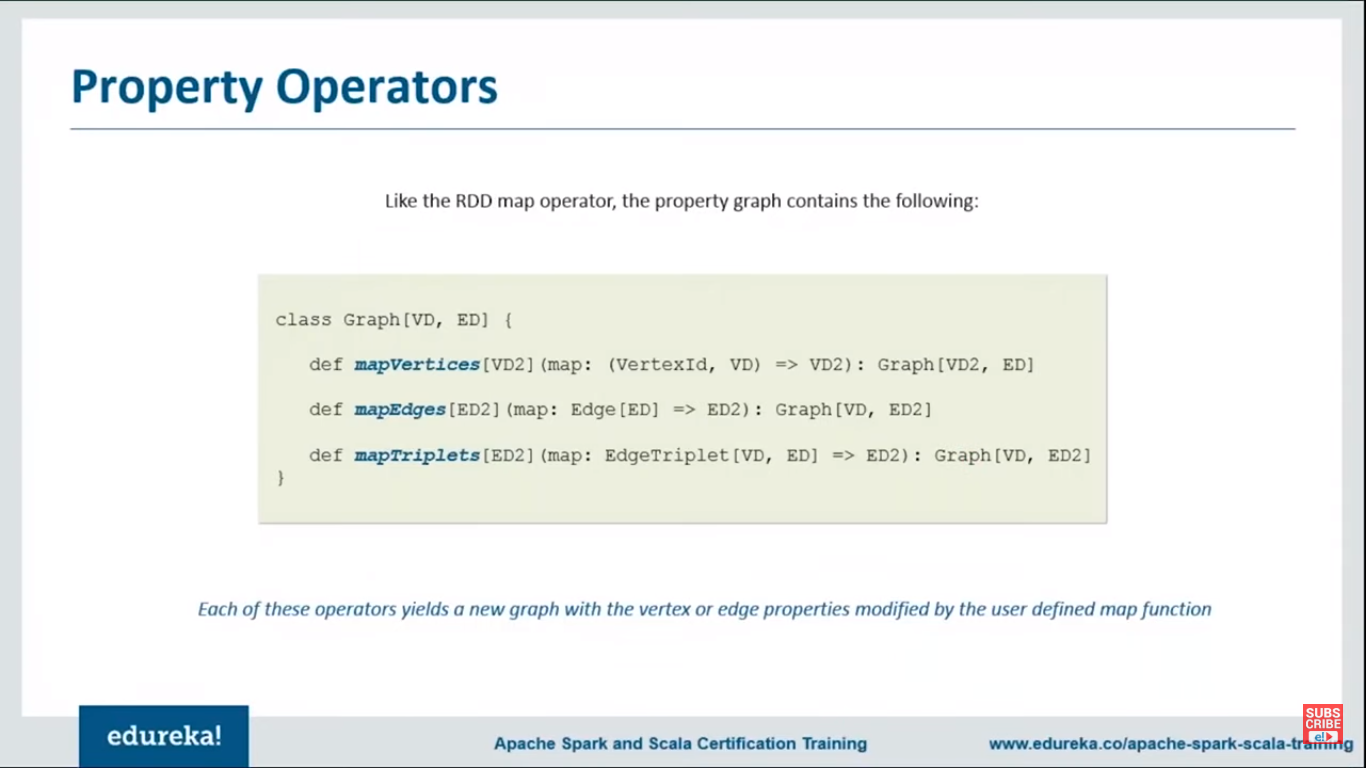 Property Operators
Like the RDD map operator, the property graph contains the following:
class Graph[VD, ED] {
def mapVertices[VD2](map: (VertexId, VD) => VD2): Graph[VD2, ED]
def mapEdges[ED2](map: Edge[ED] => ED2): Graph[VD, ED2]
def mapTriplets[ED2](map: EdgeTriplet[VD, ED] => ED2): Graph[VD, ED2]
}
Each of these operators yields a new graph with the vertex or edge properties modified by the user defined map function
SUBS
CRIBE
e!
edureka!
Apache Spark and Scala Certification Training
www.edureka.co/apache-spark-scala-training